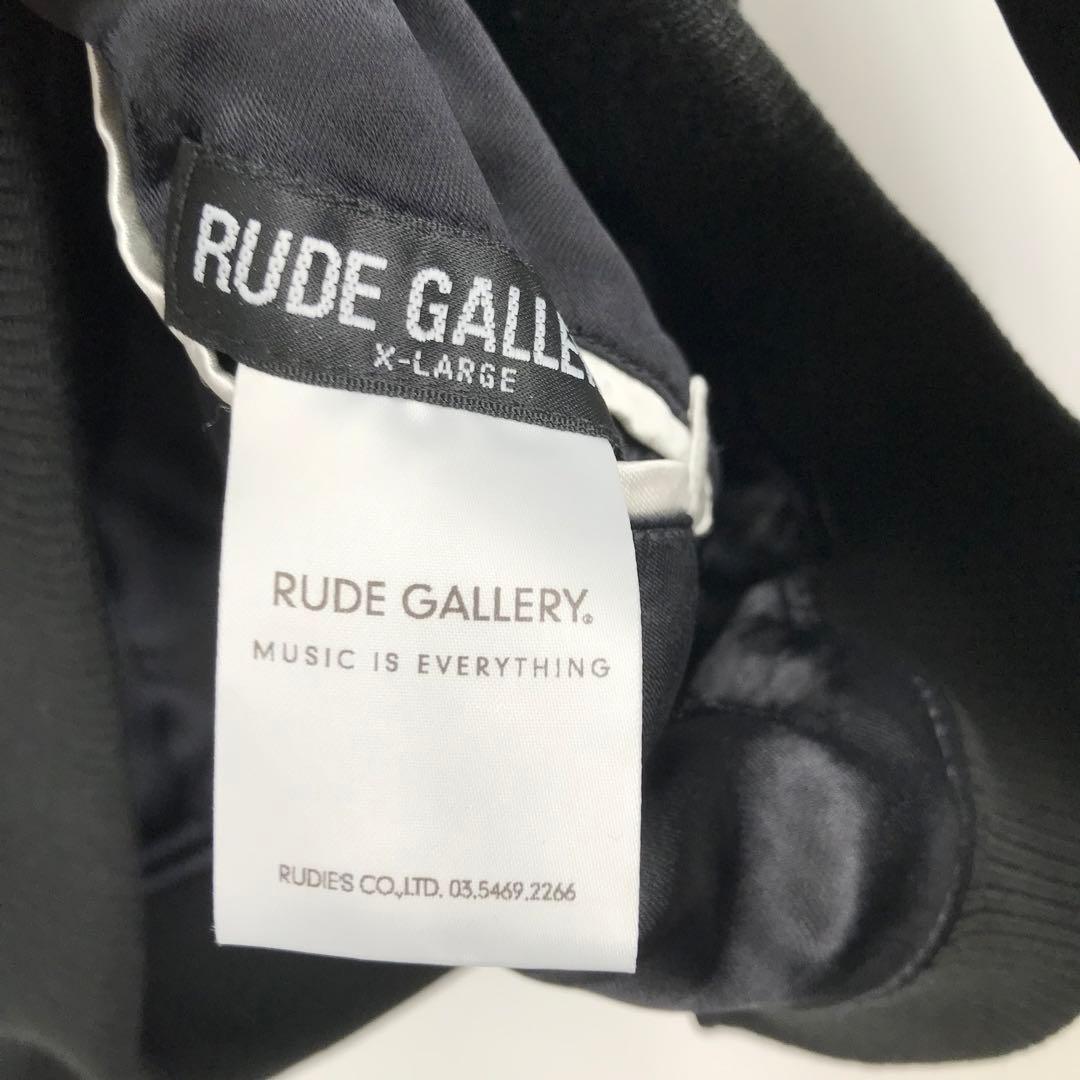 RUDE GALLE
X-LARGE
RUDE GALLERY®
MUSIC IS EVERYTHING
RUDIE'S CO.,LTD. 03.5469.2266